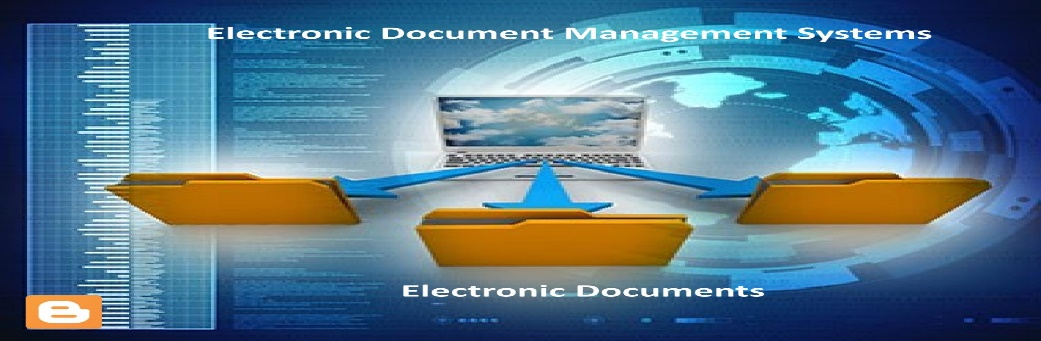 Electronic Document Management Systems
Electronic Documents